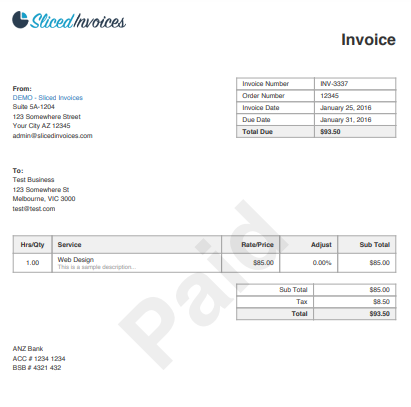 Sliced Invoices
Invoice
From:
DEMO - Sliced Invoices
Suite 5A-1204
123 Somewhere Street
Your City AZ 12345
admin@slicedinvoices.com
Invoice Number INV-3337
Order Number 12345
Invoice Date January 25, 2016
Due Date January 31, 2016
Total Due $93.50
To:
Test Business
123 Somewhere St
Melbourne, VIC 3000
test@test.com
Paid
Hrs/Qty Service Rate/Price Adjust Sub Total
1.00 Web Design $85.00 0.00% $85.00
This is a sample description...
Sub Total $85.00
Tax $8.50
Total $93.50
ANZ Bank
ACC # 1234 1234
BSB # 4321 432